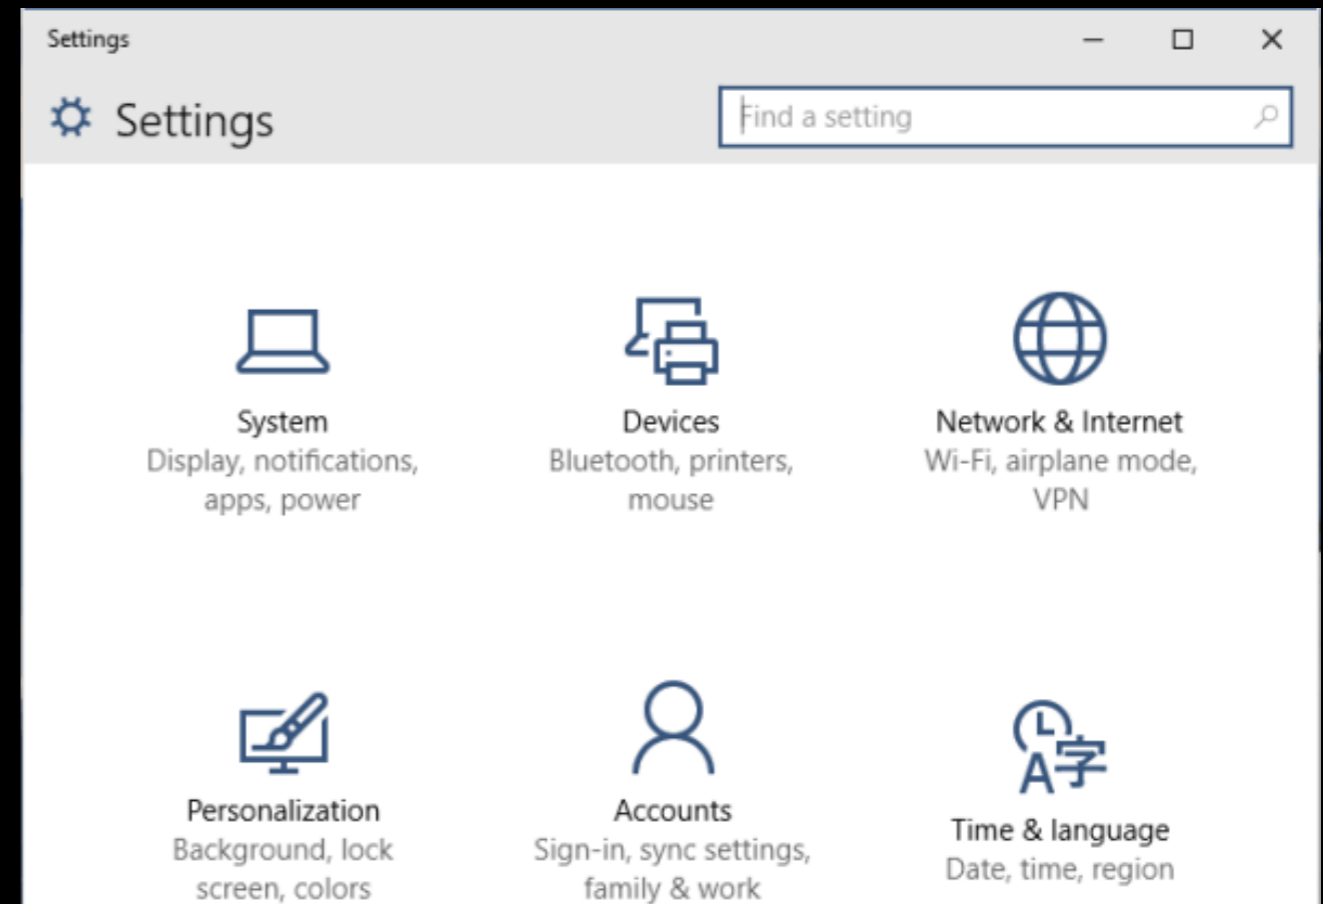 Settings
Settings
Find a setting
System
Display, notifications,
apps, power
Devices
Bluetooth, printers,
mouse
Network & Internet
Wi-Fi, airplane mode,
VPN
Personalization
Background, lock
screen, colors
Accounts
Sign-in, sync settings,
family & work
A字
Time & language
Date, time, region